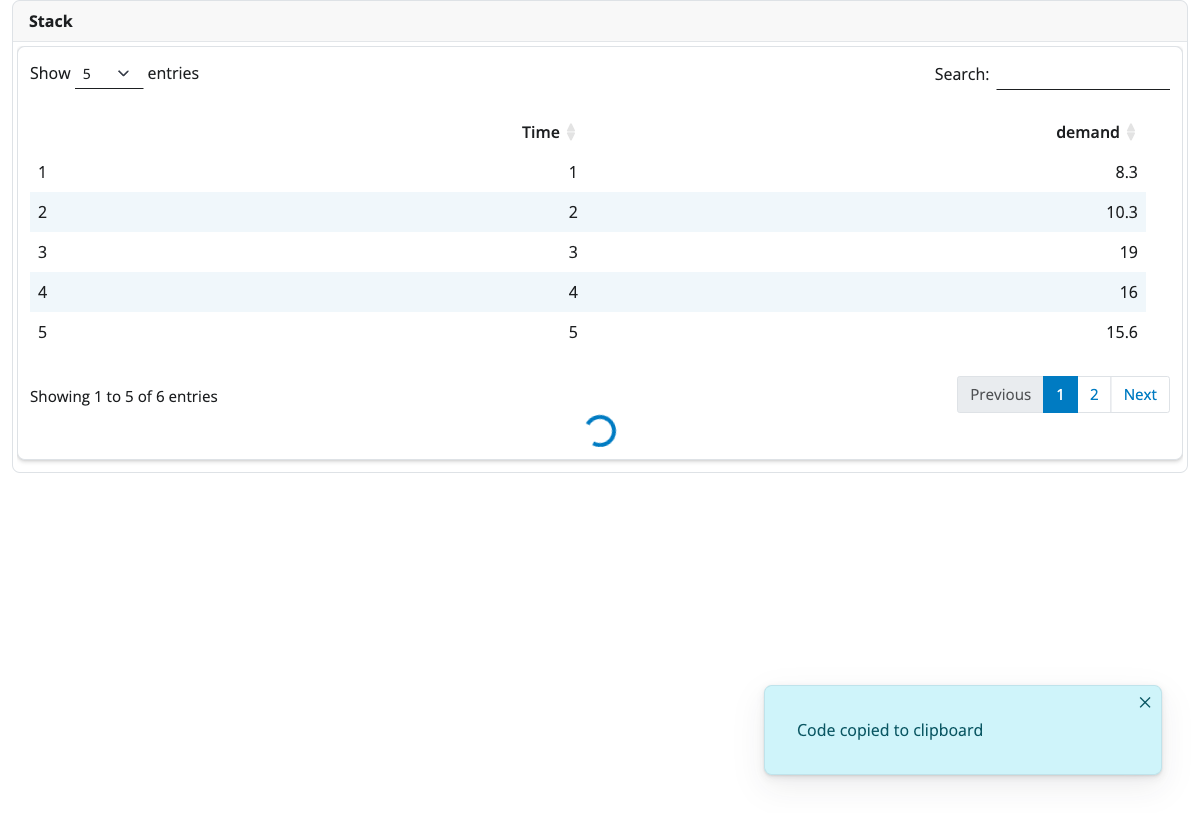 Stack
Show 5 entries
Search:
Time demand
1 1 8.3
2 2 10.3
3 3 19
4 4 16
5 5 15.6
Showing 1 to 5 of 6 entries
Previous 1 2 Next
Code copied to clipboard